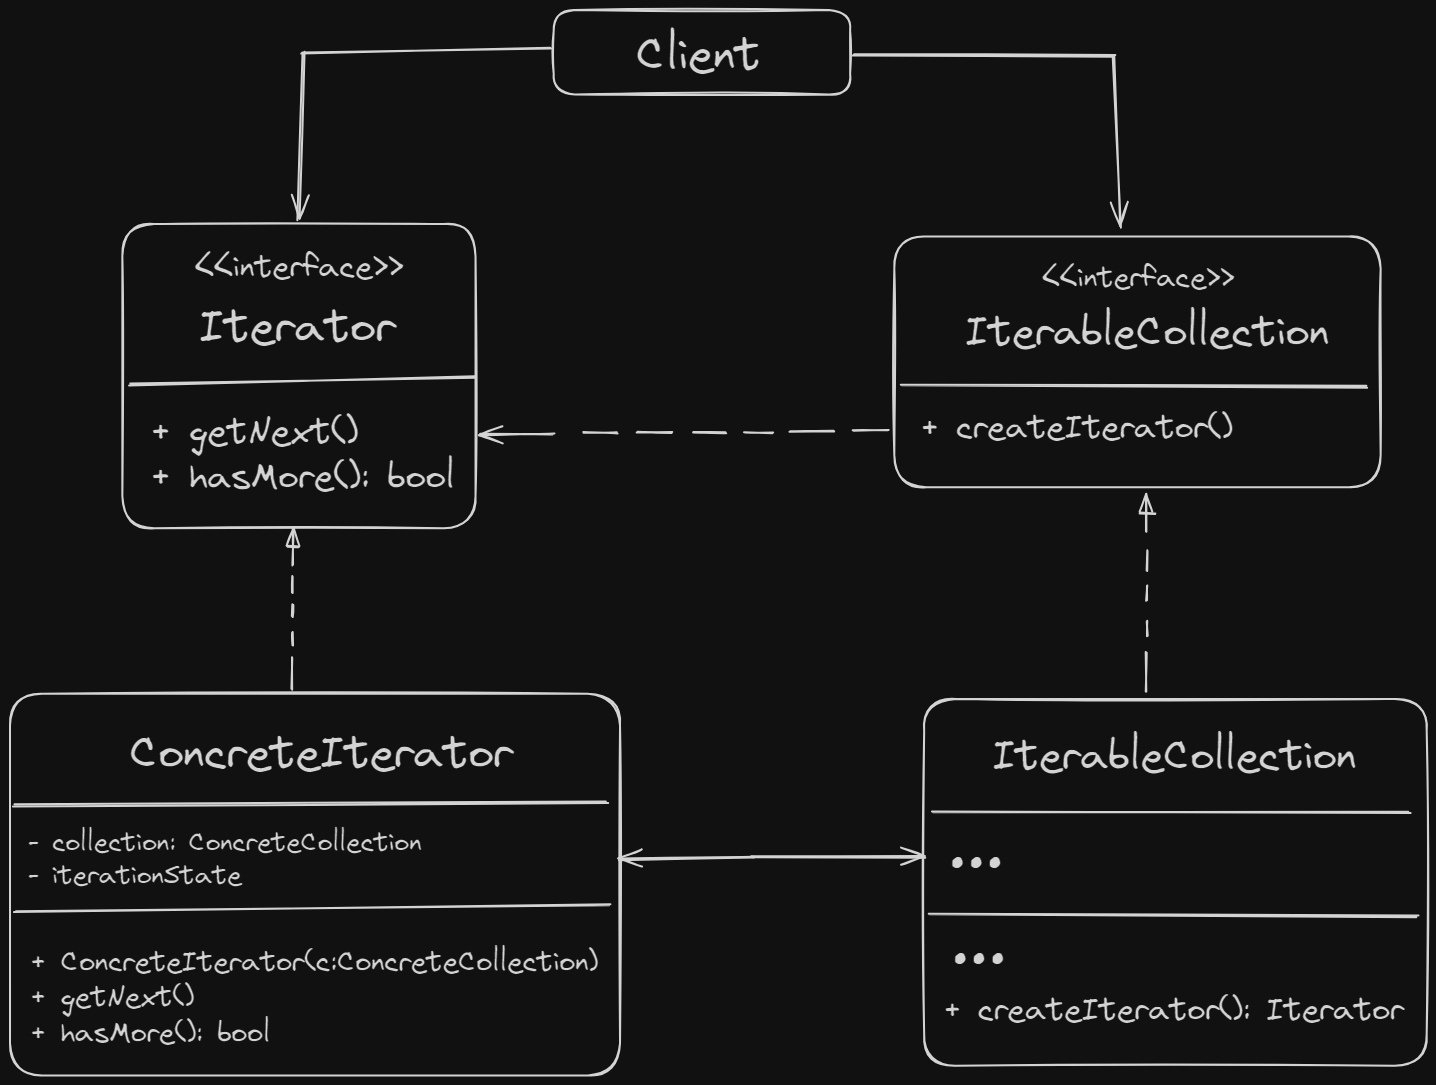 Client
<<interface>>
Iterator
+ getNext()
+ hasMore(): bool
<<interface>>
IterableCollection
+ createIterator()
ConcreteIterator
- collection: ConcreteCollection
- iterationState
+ ConcreteIterator(c:ConcreteCollection)
+ getNext()
+ hasMore(): bool
IterableCollection
...
...
+ createIterator(): Iterator